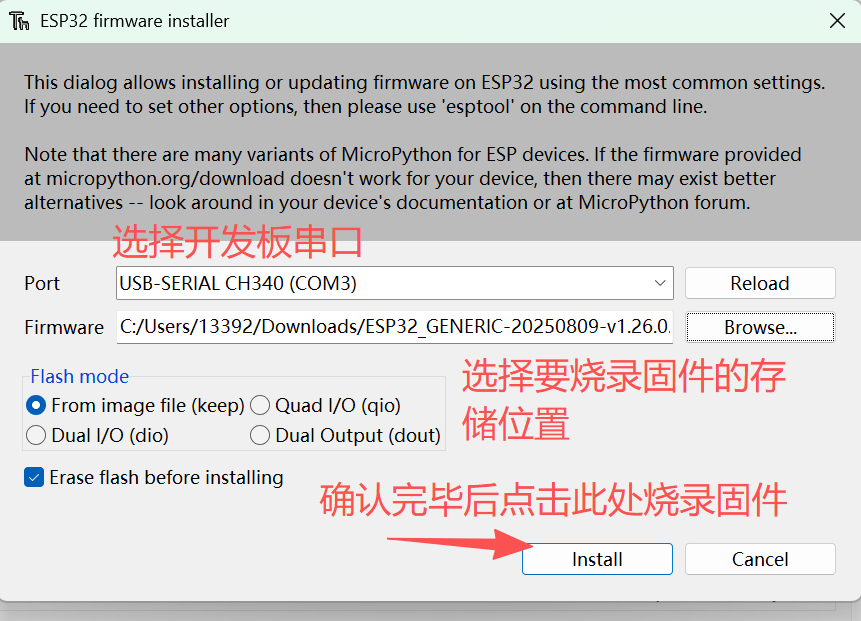 ESP32 firmware installer
This dialog allows installing or updating firmware on ESP32 using the most common settings.
If you need to set other options, then please use 'esptool' on the command line.
Note that there are many variants of MicroPython for ESP devices. If the firmware provided
at micropython.org/download doesn't work for your device, then there may exist better
alternatives -- look around in your device's documentation or at MicroPython forum.
选择开发板串口
Port USB-SERIAL CH340 (COM3) Reload
Firmware C:/Users/13392/Downloads/ESP32_GENERIC-20250809-v1.26.0. Browse...
Flash mode
选择要烧录固件的存
储位置
From image file (keep) Quad I/O (qio)
Dual I/O (dio) Dual Output (dout)
Erase flash before installing
确认完毕后点击此处烧录固件
Install Cancel